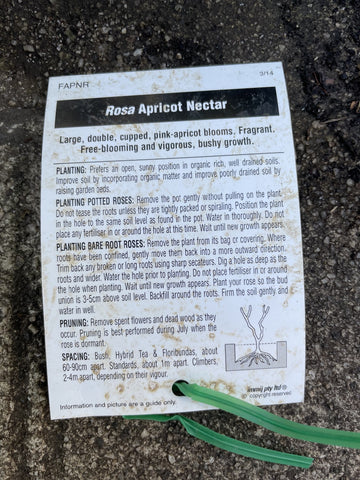 FAPNR
3/14
Rosa Apricot Nectar
Large, double, cupped, pink-apricot blooms. Fragrant.
Free-blooming and vigorous, bushy growth.
PLANTING: Prefers an open, sunny position in organic rich, well drained soils.
Improve soil by incorporating organic matter and improve poorly drained soil by
raising garden beds.
PLANTING POTTED ROSES: Remove the pot gently without pulling on the plant.
Do not tease the roots unless they are tightly packed or spiraling. Position the plant
in the hole to the same soil level as found in the pot. Water in thoroughly. Do not
place any fertiliser in or around the hole at this time. Wait until new growth appears.
PLANTING BARE ROOT ROSES: Remove the plant from its bag or covering. Where
roots have been confined, gently move them back into a more outward direction.
Trim back any broken or long roots using sharp secateurs. Dig a hole as deep as the
roots and wider. Water the hole prior to planting. Do not place fertiliser in or around
the hole when planting. Wait until new growth appears. Plant your rose so the bud
union is 3-5cm above soil level. Backfill around the roots. Firm the soil gently and
water in well.
PRUNING: Remove spent flowers and dead wood as they
occur. Pruning is best performed during July when the
rose is dormant.
SPACING: Bush, Hybrid Tea & Floribundas, about
60-90cm apart. Standards, about 1m apart. Climbers,
2-4m apart, depending on their vigour.
Information and picture are a guide only.
pty ltd ®
© copyright reserved